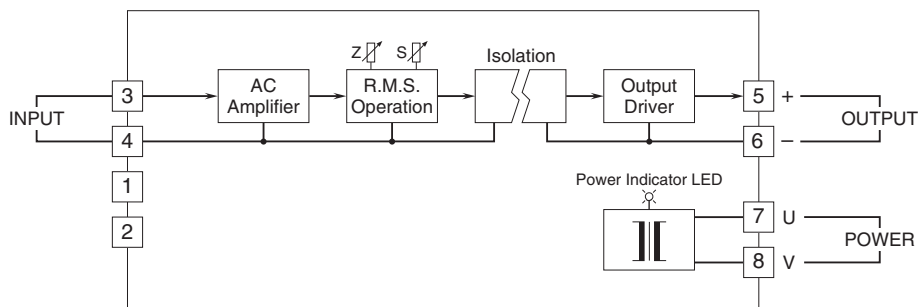 Isolation
Z
S
3
AC
Amplifier
R.M.S.
Operation
Output
Driver
5
+
INPUT
OUTPUT
4
6
–
1
Power Indicator LED
2
7
U
POWER
8
V